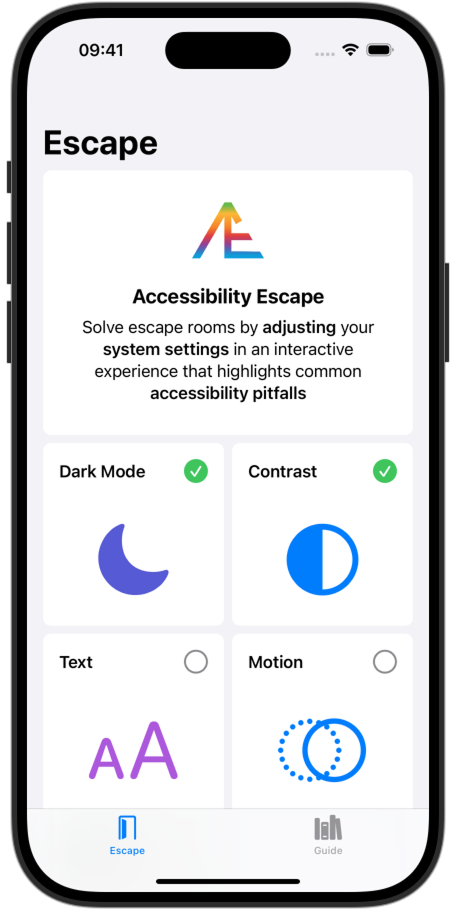 09:41
Escape
Æ
Accessibility Escape
Solve escape rooms by adjusting your
system settings in an interactive
experience that highlights common
accessibility pitfalls
Dark Mode
Contrast
Text
Motion
AA
Escape
Guide